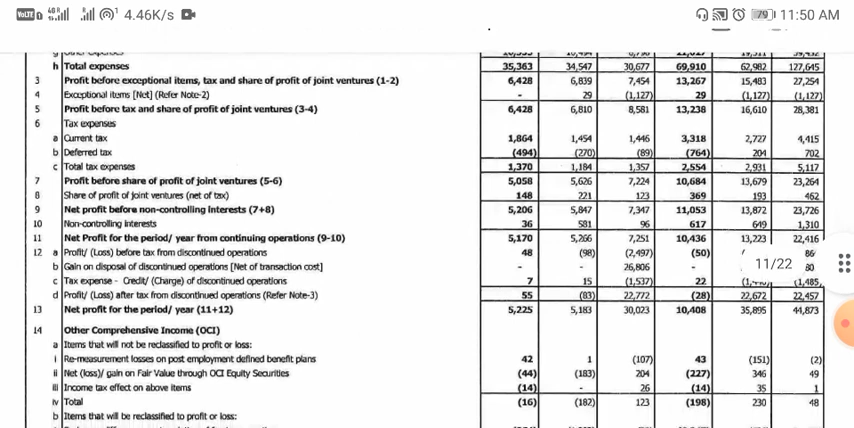 VoLTE 4.46K/S 79 11:50 AM
h Total expenses 35,363 34,547 30,677 69,910 62,982 127,645
3 Profit before exceptional items, tax and share of profit of joint ventures (1-2) 6,428 6,839 7,454 13,267 15,483 27,254
4 Exceptional items [Net] (Refer Note-2) - 29 (1,127) 29 (1,127) (1,127)
5 Profit before tax and share of profit of joint ventures (3-4) 6,428 6,810 8,581 13,238 16,610 28,381
6 Tax expenses
a Current tax 1,864 1,454 1,446 3,318 2,727 4,415
b Deferred tax (494) (270) (89) (764) 204 702
c Total tax expenses 1,370 1,184 1,357 2,554 2,931 5,117
7 Profit before share of profit of joint ventures (5-6) 5,058 5,626 7,224 10,684 13,679 23,264
8 Share of profit of joint ventures (net of tax) 148 221 123 369 193 462
9 Net profit before non-controlling interests (7+8) 5,206 5,847 7,347 11,053 13,872 23,726
10 Non-controlling interests 36 581 96 617 649 1,310
11 Net Profit for the period/ year from continuing operations (9-10) 5,170 5,266 7,251 10,436 13,223 22,416
12 a Profit/ (Loss) before tax from discontinued operations 48 (98) (2,497) (50) 86
b Gain on disposal of discontinued operations [Net of transaction cost] - - 26,806 - 11/22 80
c Tax expense - Credit/ (Charge) of discontinued operations 7 15 (1,537) 22 (1,485)
d Profit/ (Loss) after tax from discontinued operations (Refer Note-3) 55 (83) 22,772 (28) 22,672 22,457
13 Net profit for the period/ year (11+12) 5,225 5,183 30,023 10,408 35,895 44,873
14 Other Comprehensive Income (OCI)
a Items that will not be reclassified to profit or loss:
i Re-measurement losses on post employment defined benefit plans 42 1 (107) 43 (151) (2)
ii Net (loss)/ gain on Fair Value through OCI Equity Securities (44) (183) 204 (227) 346 49
iii Income tax effect on above items (14) - 26 (14) 35 1
iv Total (16) (182) 123 (198) 230 48
b Items that will be reclassified to profit or loss: